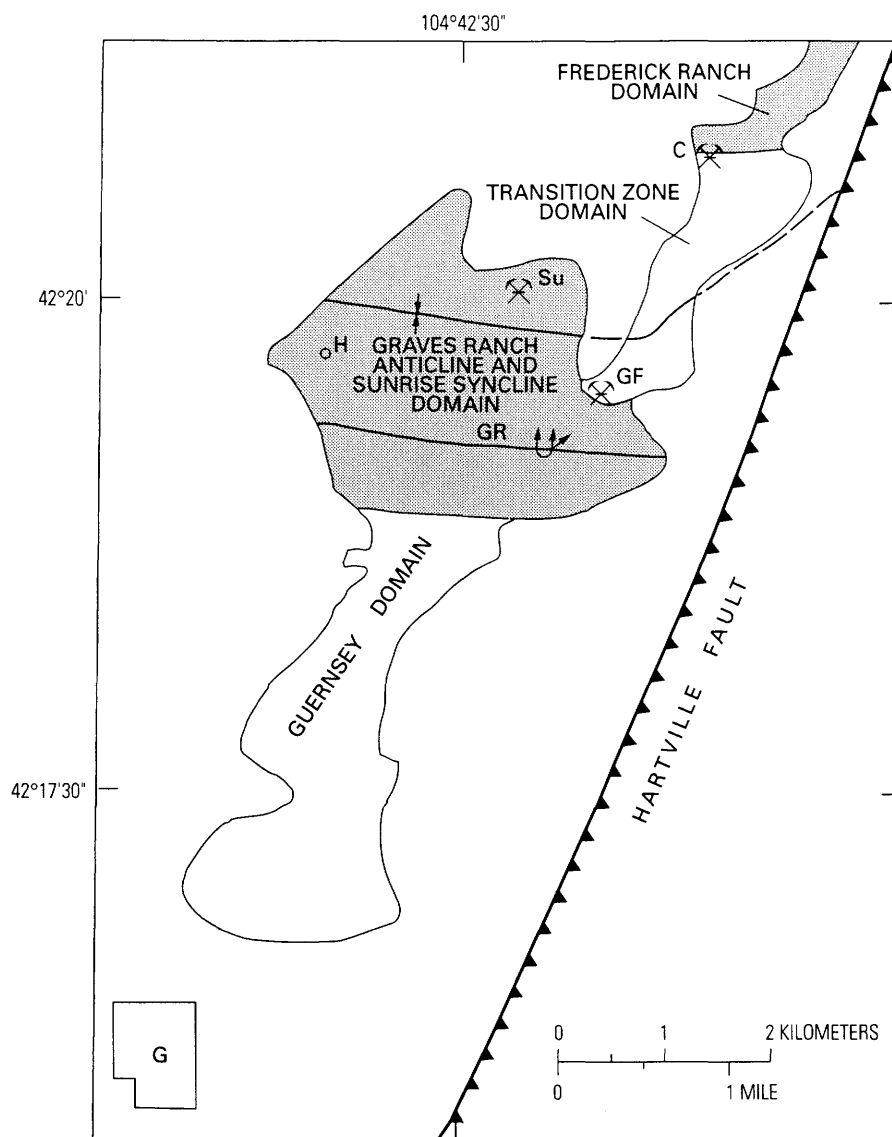 104°42'30"
FREDERICK RANCH
DOMAIN
C
TRANSITION ZONE
DOMAIN
Su
42°20'
H
GRAVES RANCH
ANTICLINE AND
SUNRISE SYNCLINE
DOMAIN
GF
GR
GUERNSEY DOMAIN
HARTVILLE FAULT
42°17'30"
G
0 1 2 KILOMETERS
0 1 MILE